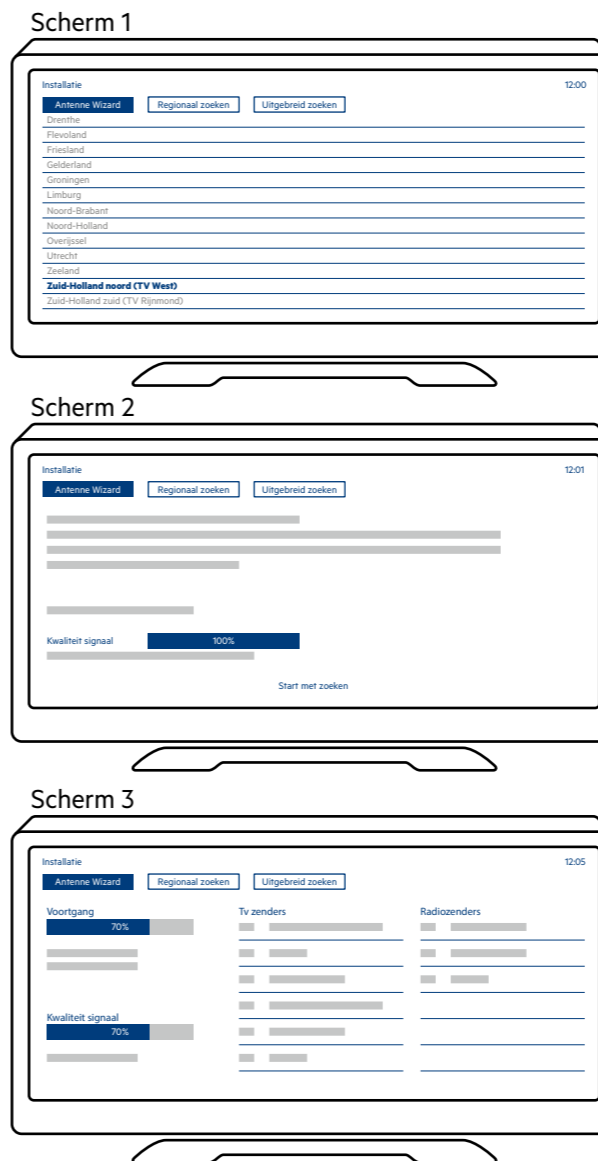 Scherm 1
Installatie 12:00
Antenne Wizard Regionaal zoeken Uitgebreid zoeken
Drenthe
Flevoland
Friesland
Gelderland
Groningen
Limburg
Noord-Brabant
Noord-Holland
Overijssel
Utrecht
Zeeland
Zuid-Holland noord (TV West)
Zuid-Holland zuid (TV Rijnmond)
Scherm 2
Installatie 12:01
Antenne Wizard Regionaal zoeken Uitgebreid zoeken
Kwaliteit signaal 100%
Start met zoeken
Scherm 3
Installatie 12:05
Antenne Wizard Regionaal zoeken Uitgebreid zoeken
Voortgang Tv zenders Radiozenders
70%
Kwaliteit signaal
70%